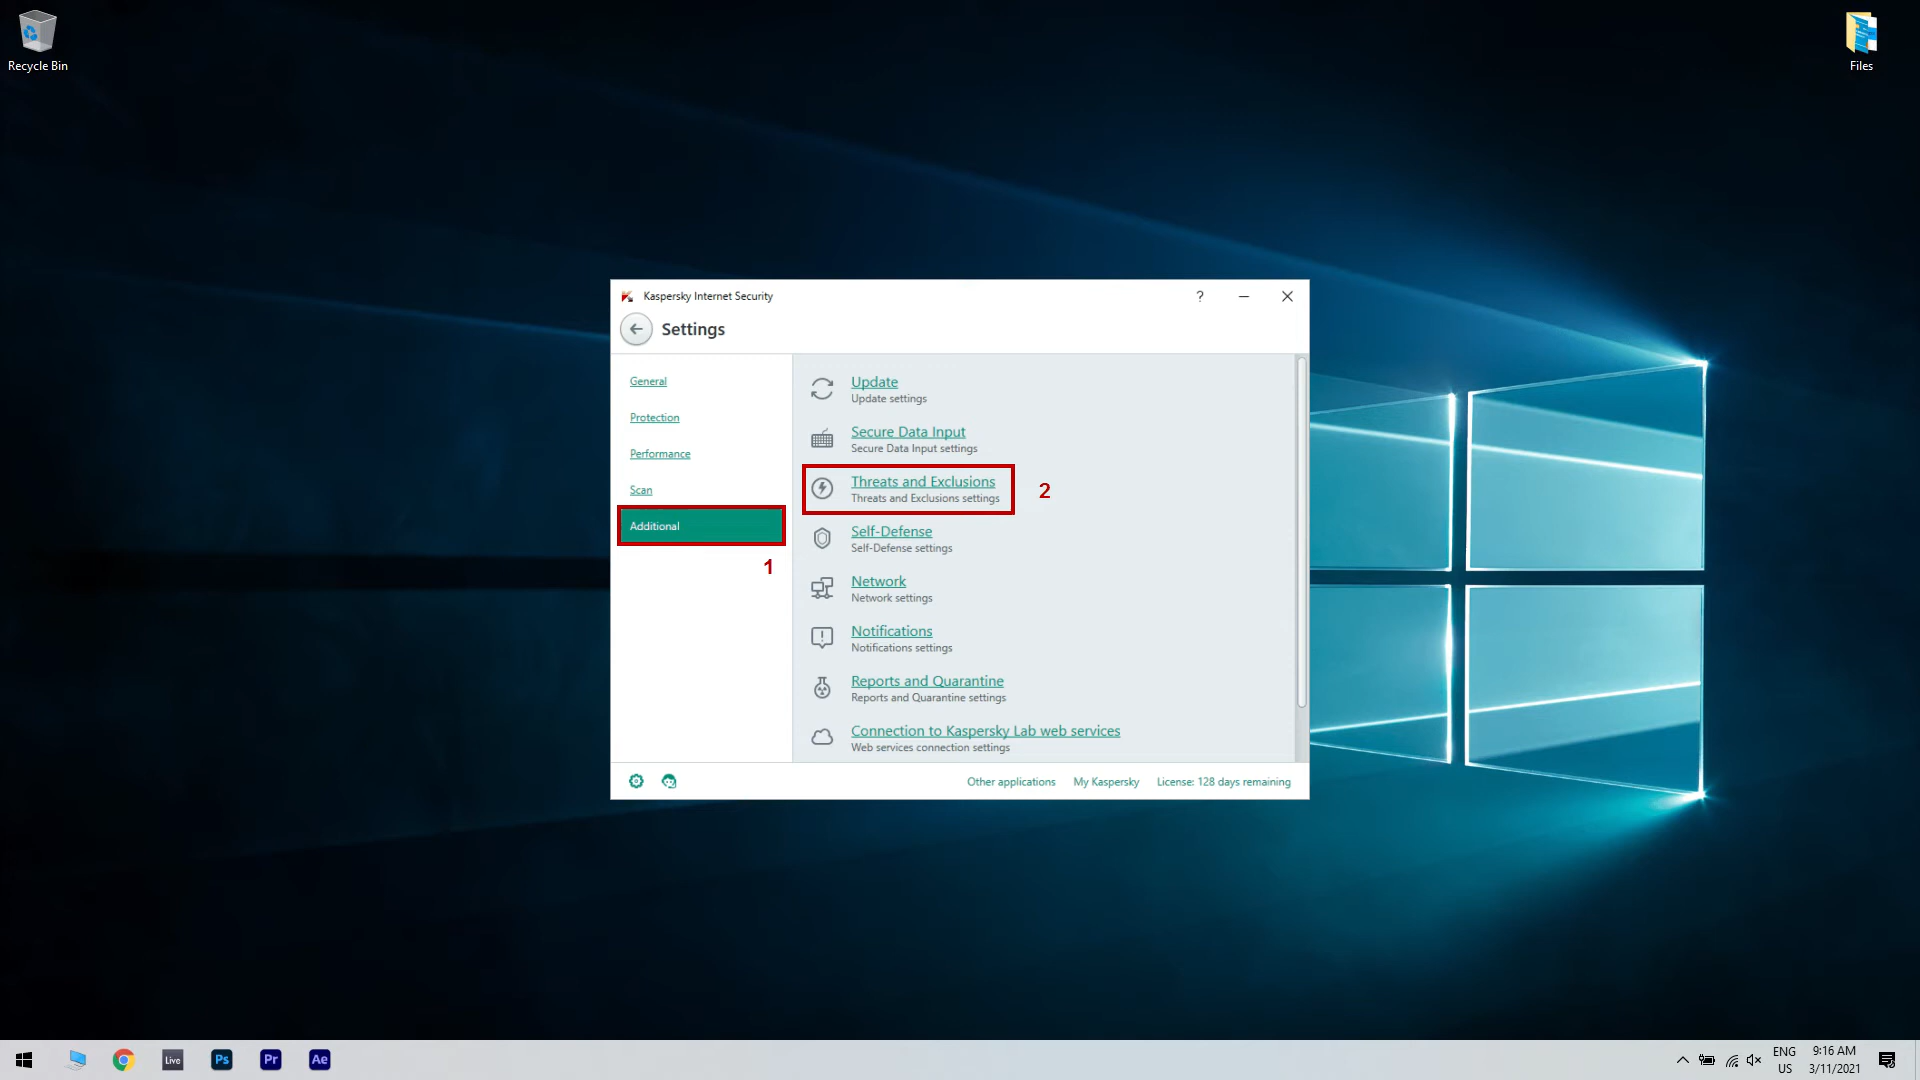 Recycle Bin
Files
Kaspersky Internet Security
?
Settings
General
Protection
Performance
Scan
Additional
1
Update
Update settings
Secure Data Input
Secure Data Input settings
Threats and Exclusions
Threats and Exclusions settings
2
Self-Defense
Self-Defense settings
Network
Network settings
Notifications
Notifications settings
Reports and Quarantine
Reports and Quarantine settings
Connection to Kaspersky Lab web services
Web services connection settings
Other applications
My Kaspersky
License: 128 days remaining
Live
Ps
Pr
Ae
ENG
US
9:16 AM
3/11/2021